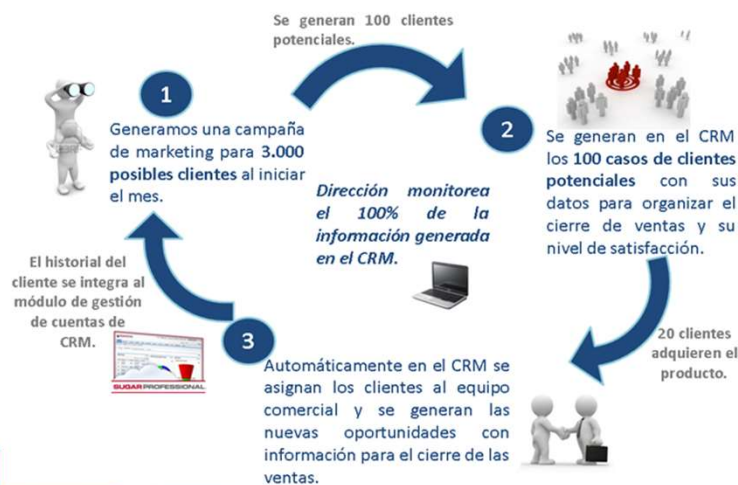 Se generan 100 clientes
potenciales.
1
Generamos una campaña
de marketing para 3.000
posibles clientes al iniciar
el mes.
2
Se generan en el CRM
los 100 casos de clientes
potenciales con sus
datos para organizar el
cierre de ventas y su
nivel de satisfacción.
Dirección monitorea
el 100% de la
información generada
en el CRM.
El historial del
cliente se integra al
módulo de gestión
de cuentas de
CRM.
SUGAR PROFESSIONAL
20 clientes
adquieren el
producto.
3
Automáticamente en el CRM se
asignan los clientes al equipo
comercial y se generan las
nuevas oportunidades con
información para el cierre de las
ventas.